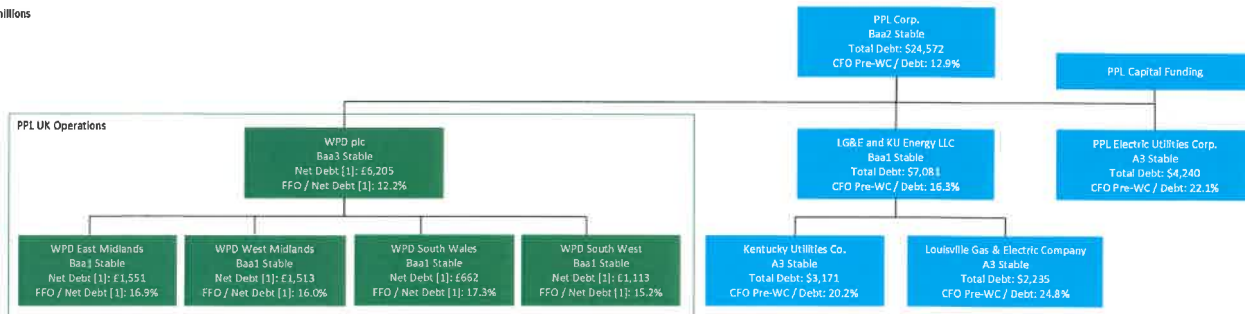 millions
PPL Corp.
Baa2 Stable
Total Debt: $24,572
CFO Pre-WC / Debt: 12.9%
PPL Capital Funding
PPL UK Operations
WPD plc
Baa3 Stable
Net Debt [1]: £6,205
FFO / Net Debt [1]: 12.2%
LG&E and KU Energy LLC
Baa1 Stable
Total Debt: $7,081
CFO Pre-WC / Debt: 16.3%
PPL Electric Utilities Corp.
A3 Stable
Total Debt: $4,240
CFO Pre-WC / Debt: 22.1%
WPD East Midlands
Baa1 Stable
Net Debt [1]: £1,551
FFO / Net Debt [1]: 16.9%
WPD West Midlands
Baa1 Stable
Net Debt [1]: £1,513
FFO / Net Debt [1]: 16.0%
WPD South Wales
Baa1 Stable
Net Debt [1]: £662
FFO / Net Debt [1]: 17.3%
WPD South West
Baa1 Stable
Net Debt [1]: £1,113
FFO / Net Debt [1]: 15.2%
Kentucky Utilities Co.
A3 Stable
Total Debt: $3,171
CFO Pre-WC / Debt: 20.2%
Louisville Gas & Electric Company
A3 Stable
Total Debt: $2,235
CFO Pre-WC / Debt: 24.8%